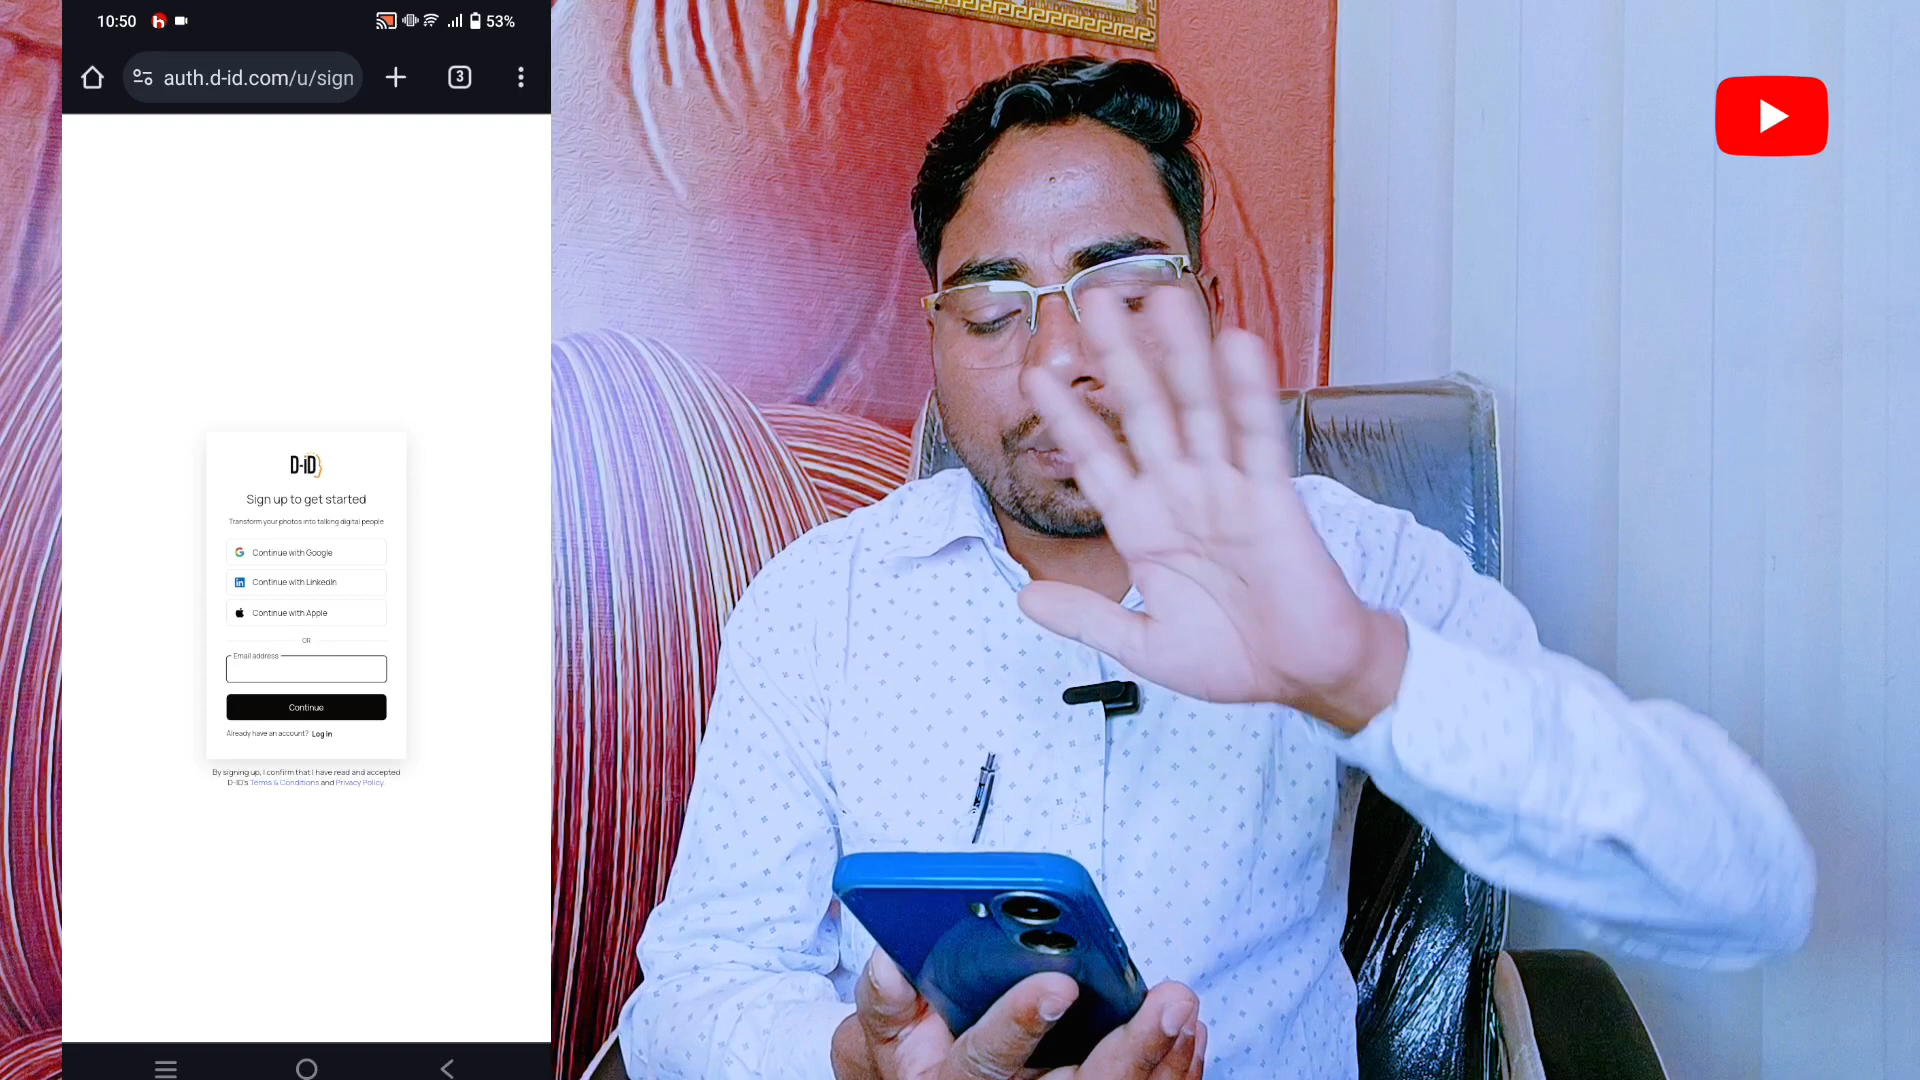 10:50
53%
auth.d-id.com/u/sign
3
D-iD
Sign up to get started
Transform your photos into talking digital people
Continue with Google
Continue with LinkedIn
Continue with Apple
OR
Email address
Continue
Already have an account? Log in
By signing up, I confirm that I have read and accepted
D-ID's Terms & Conditions and Privacy Policy.